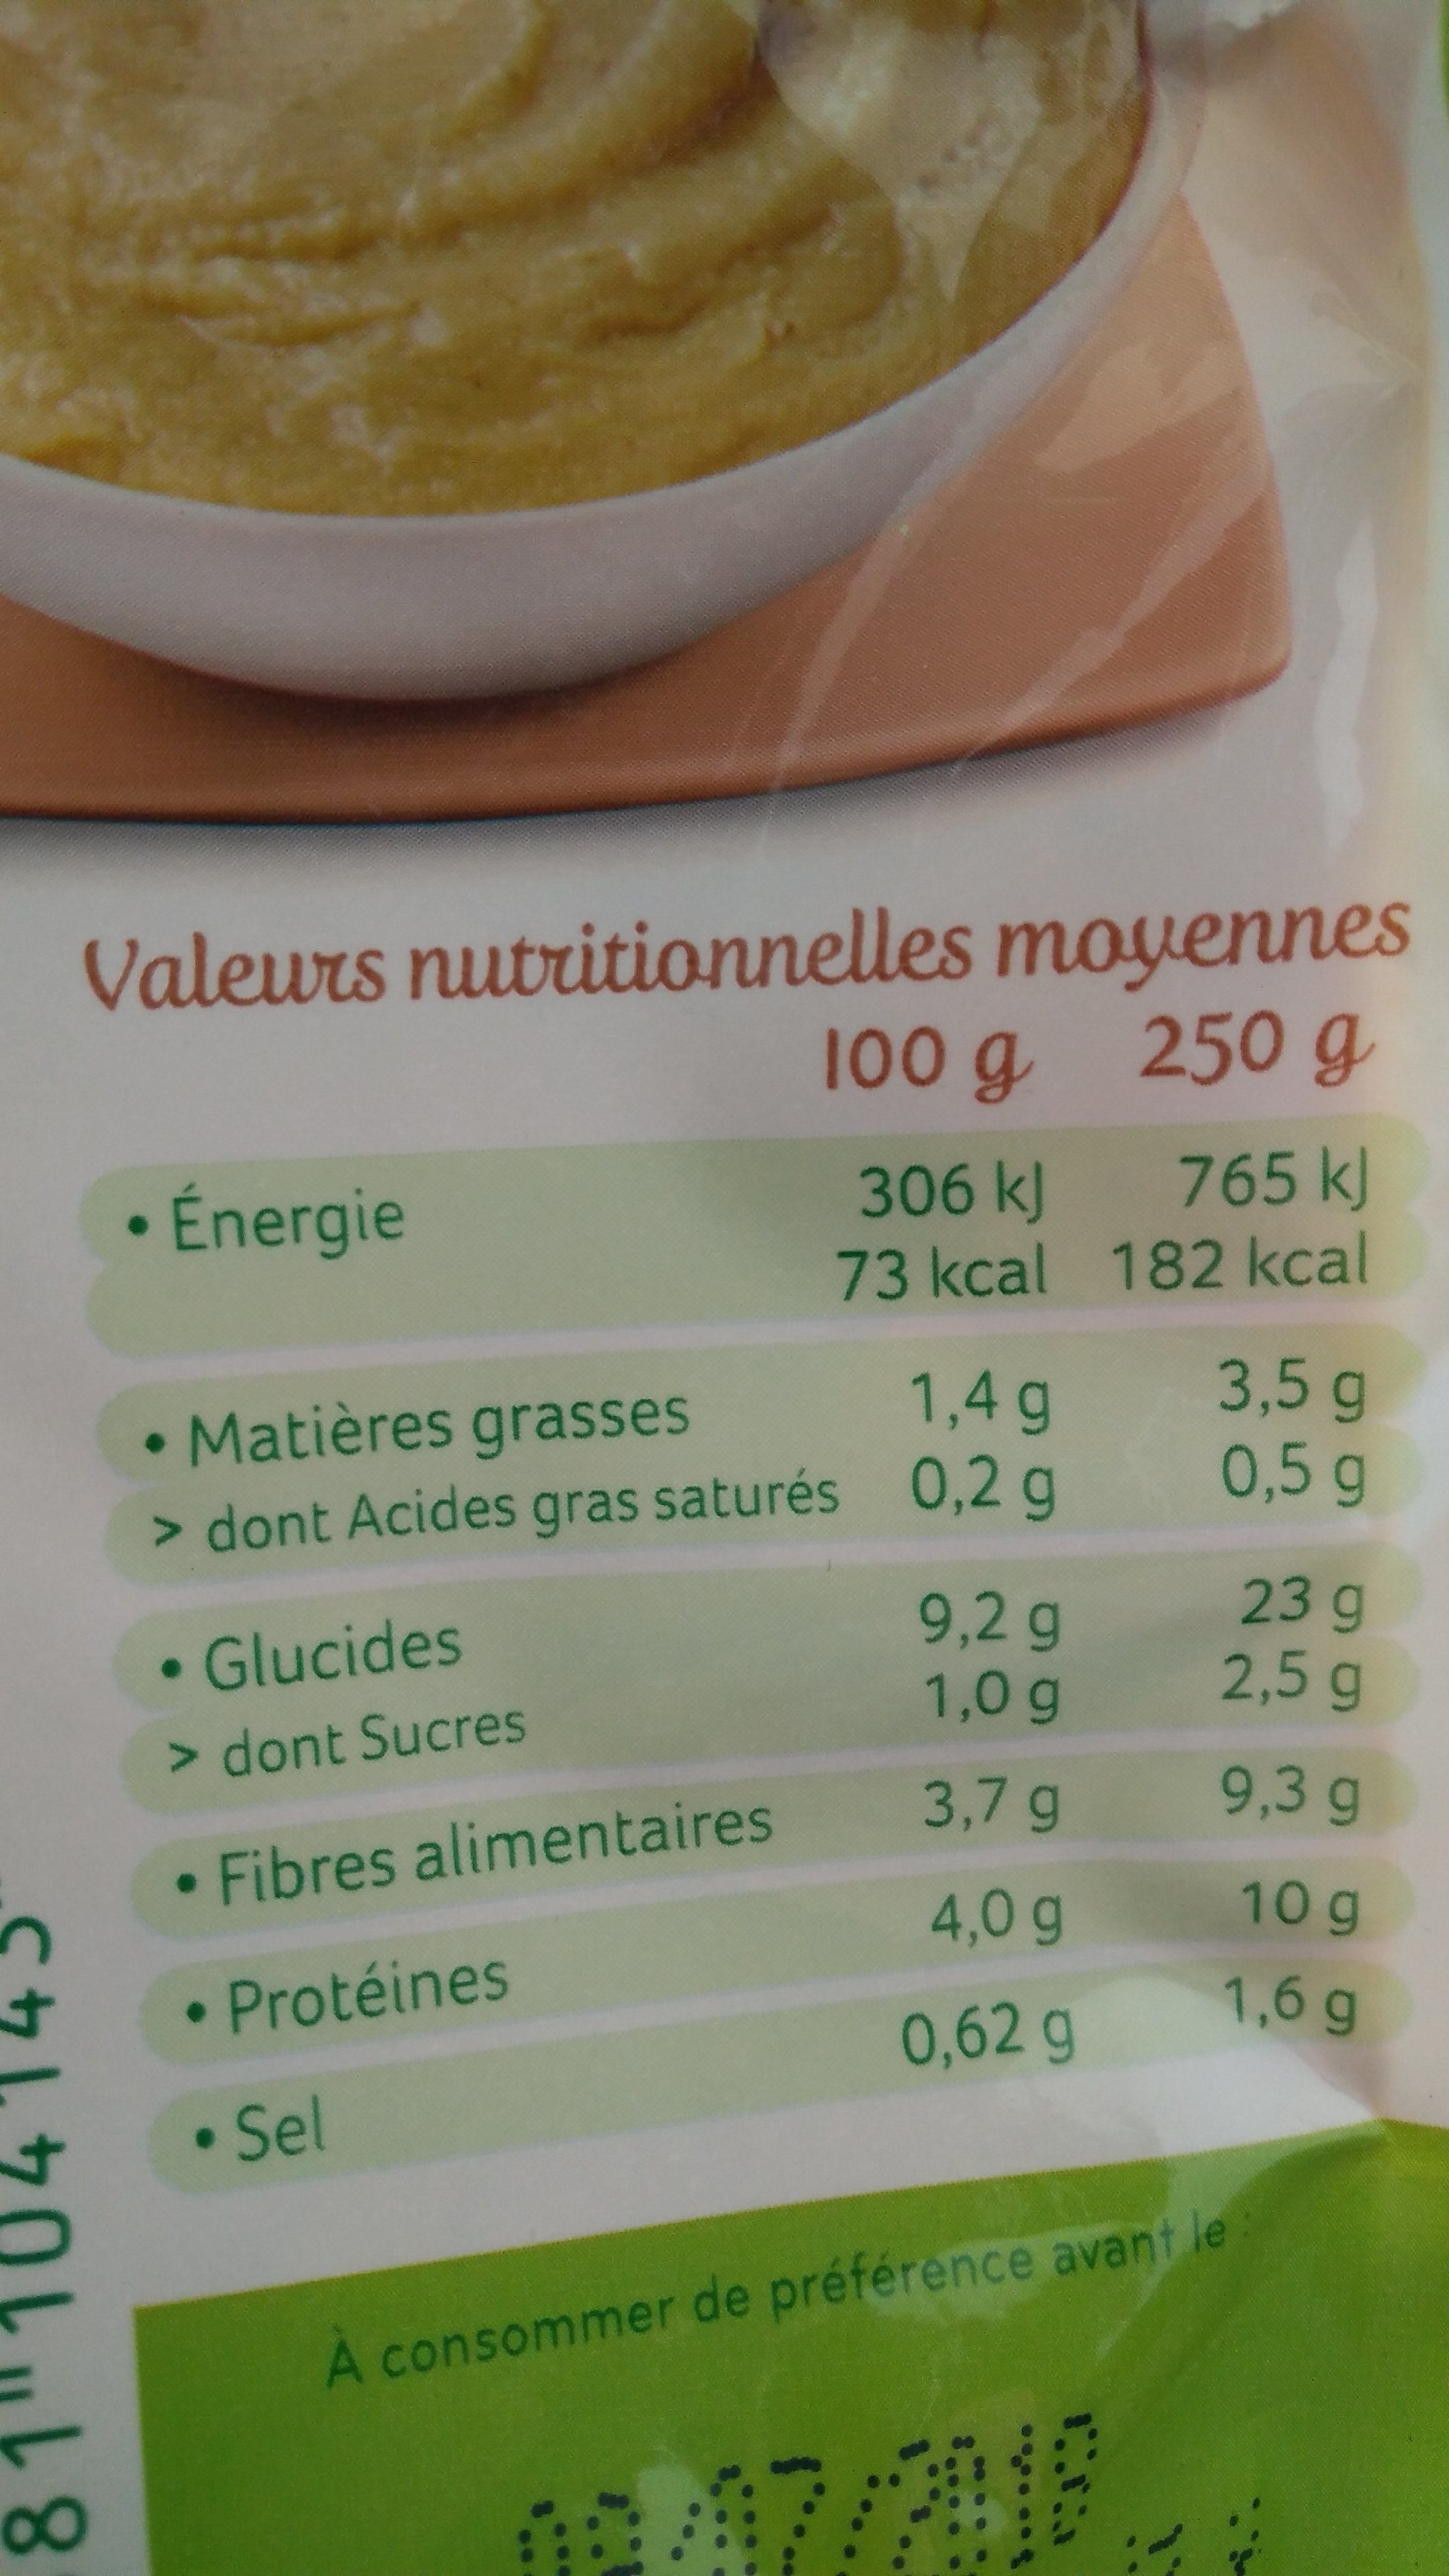 Valeurs nutritionnelles moyennes
100 g 250 g
• Énergie 306 kJ 765 kJ
73 kcal 182 kcal
• Matières grasses 1,4 g 3,5 g
> dont Acides gras saturés 0,2 g 0,5 g
• Glucides 9,2 g 23 g
> dont Sucres 1,0 g 2,5 g
• Fibres alimentaires 3,7 g 9,3 g
• Protéines 4,0 g 10 g
• Sel 0,62 g 1,6 g
À consommer de préférence avant le :